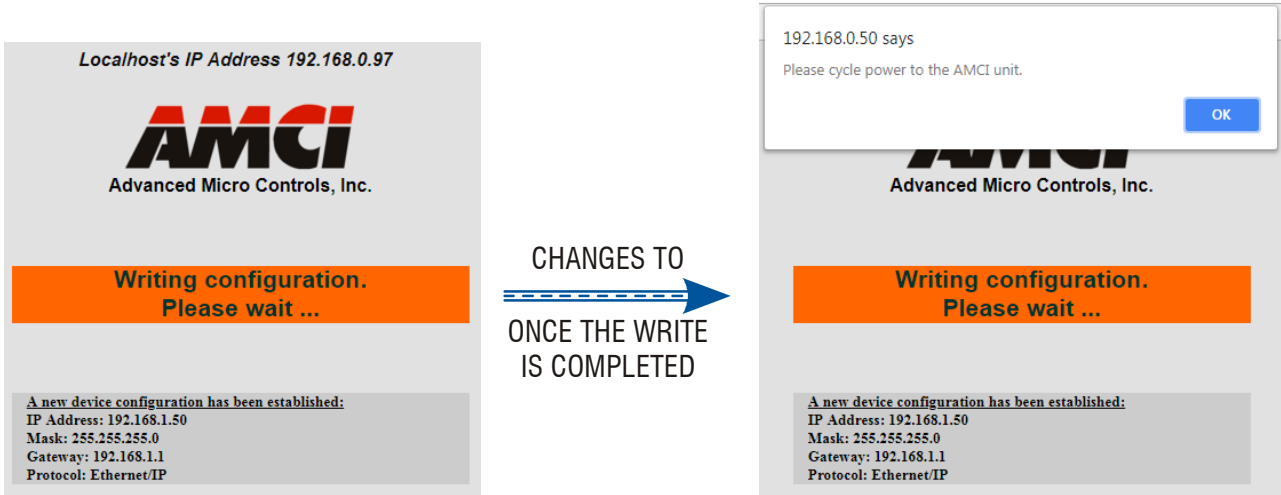 Localhost's IP Address 192.168.0.97
AMCI
Advanced Micro Controls, Inc.
Writing configuration.
Please wait ...
A new device configuration has been established:
IP Address: 192.168.1.50
Mask: 255.255.255.0
Gateway: 192.168.1.1
Protocol: Ethernet/IP
CHANGES TO
ONCE THE WRITE
IS COMPLETED
192.168.0.50 says
Please cycle power to the AMCI unit.
OK
Advanced Micro Controls, Inc.
Writing configuration.
Please wait ...
A new device configuration has been established:
IP Address: 192.168.1.50
Mask: 255.255.255.0
Gateway: 192.168.1.1
Protocol: Ethernet/IP